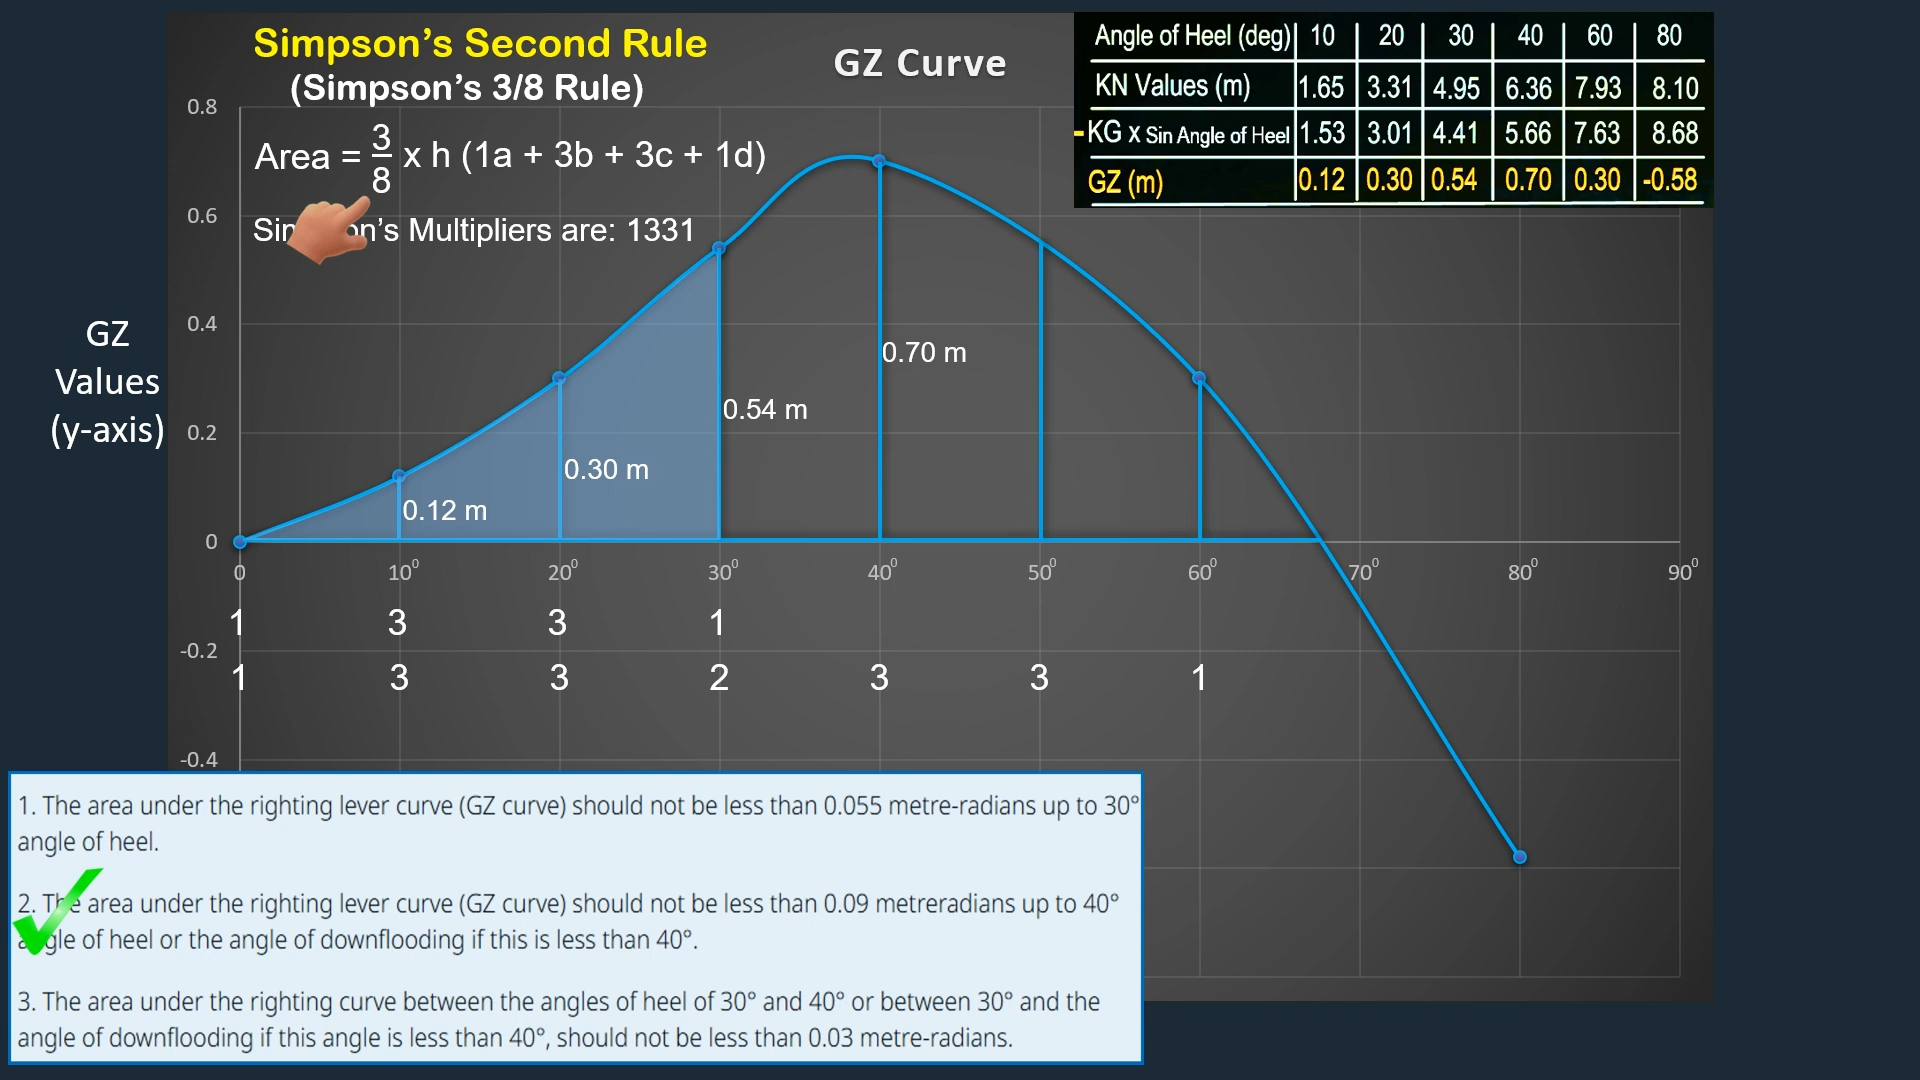 Simpson's Second Rule
(Simpson's 3/8 Rule)
GZ Curve
Area = 3/8 x h (1a + 3b + 3c + 1d)
Simpson's Multipliers are: 1331
Angle of Heel (deg) 10 20 30 40 60 80
KN Values (m) 1.65 3.31 4.95 6.36 7.93 8.10
-KG x Sin Angle of Heel 1.53 3.01 4.41 5.66 7.63 8.68
GZ (m) 0.12 0.30 0.54 0.70 0.30 -0.58
GZ
Values
(y-axis)
0.8
0.6
0.4
0.2
0
-0.2
-0.4
0.12 m
0.30 m
0.54 m
0.70 m
0 10⁰ 20⁰ 30⁰ 40⁰ 50⁰ 60⁰ 70⁰ 80⁰ 90⁰
1 3 3 1
1 3 3 2 3 3 1
1. The area under the righting lever curve (GZ curve) should not be less than 0.055 metre-radians up to 30°
angle of heel.
2. The area under the righting lever curve (GZ curve) should not be less than 0.09 metreradians up to 40°
angle of heel or the angle of downflooding if this is less than 40°.
3. The area under the righting curve between the angles of heel of 30° and 40° or between 30° and the
angle of downflooding if this angle is less than 40°, should not be less than 0.03 metre-radians.